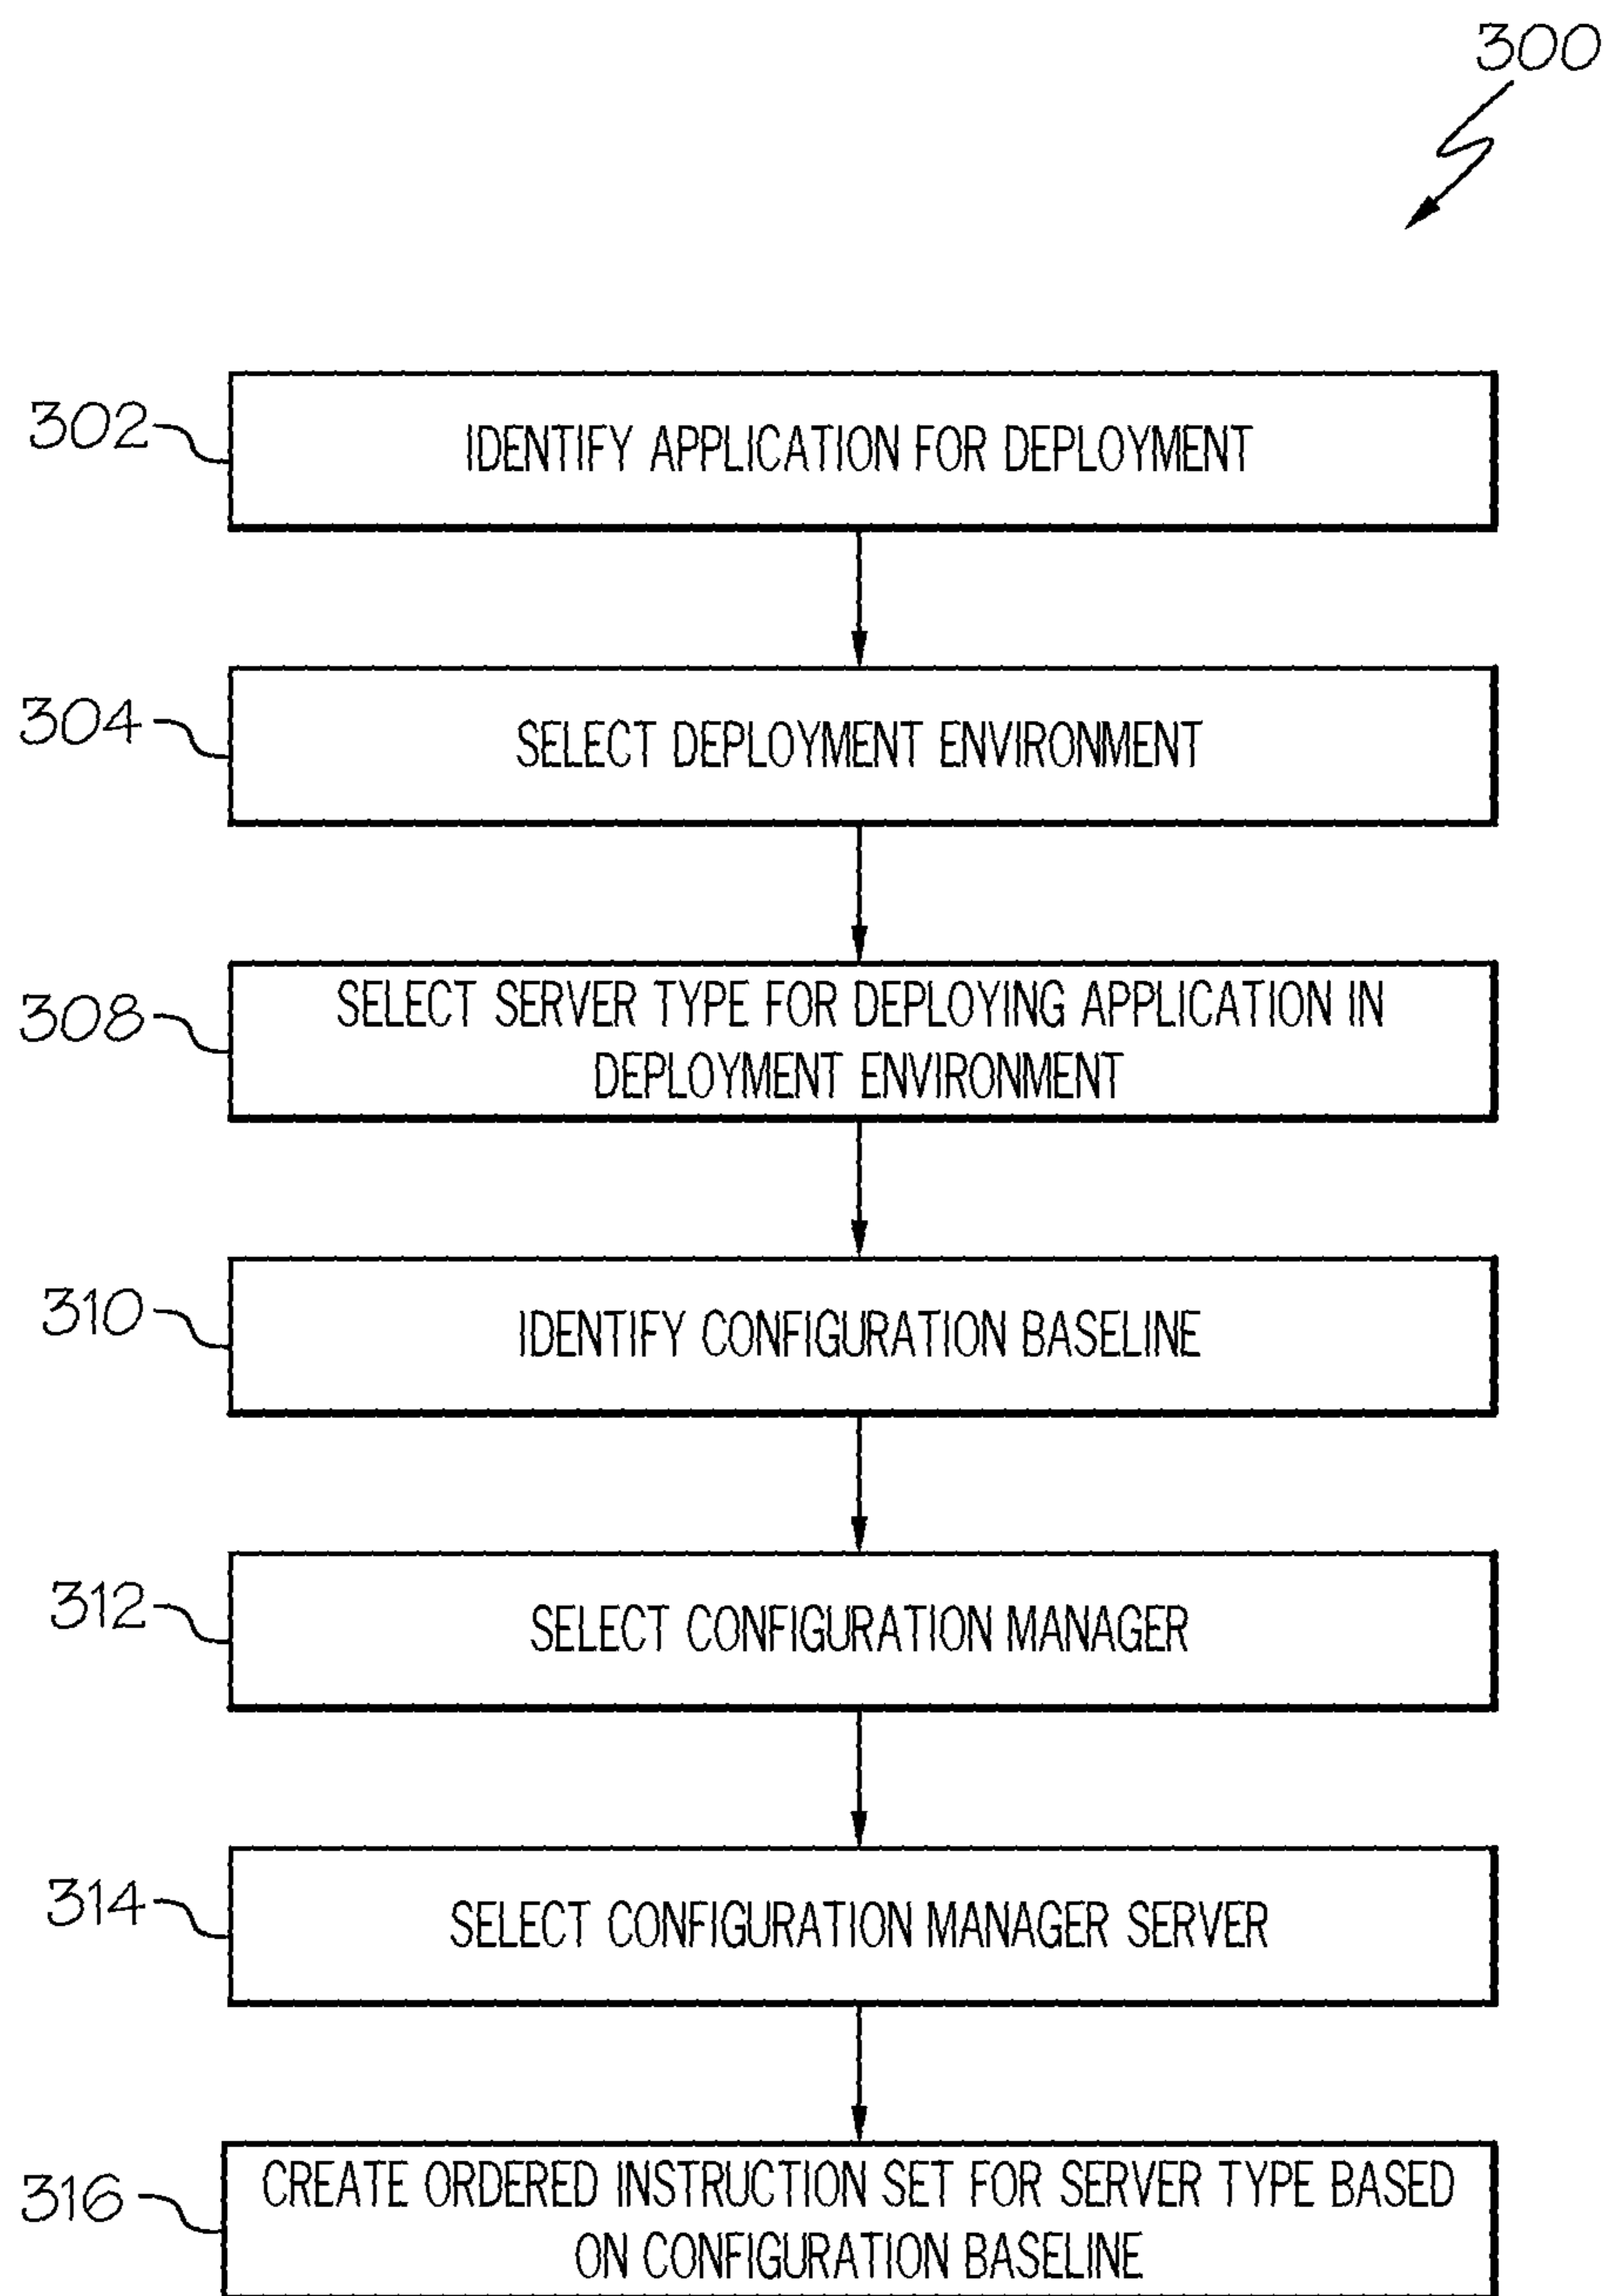 300
302
IDENTIFY APPLICATION FOR DEPLOYMENT
304
SELECT DEPLOYMENT ENVIRONMENT
308
SELECT SERVER TYPE FOR DEPLOYING APPLICATION IN
DEPLOYMENT ENVIRONMENT
310
IDENTIFY CONFIGURATION BASELINE
312
SELECT CONFIGURATION MANAGER
314
SELECT CONFIGURATION MANAGER SERVER
316
CREATE ORDERED INSTRUCTION SET FOR SERVER TYPE BASED
ON CONFIGURATION BASELINE